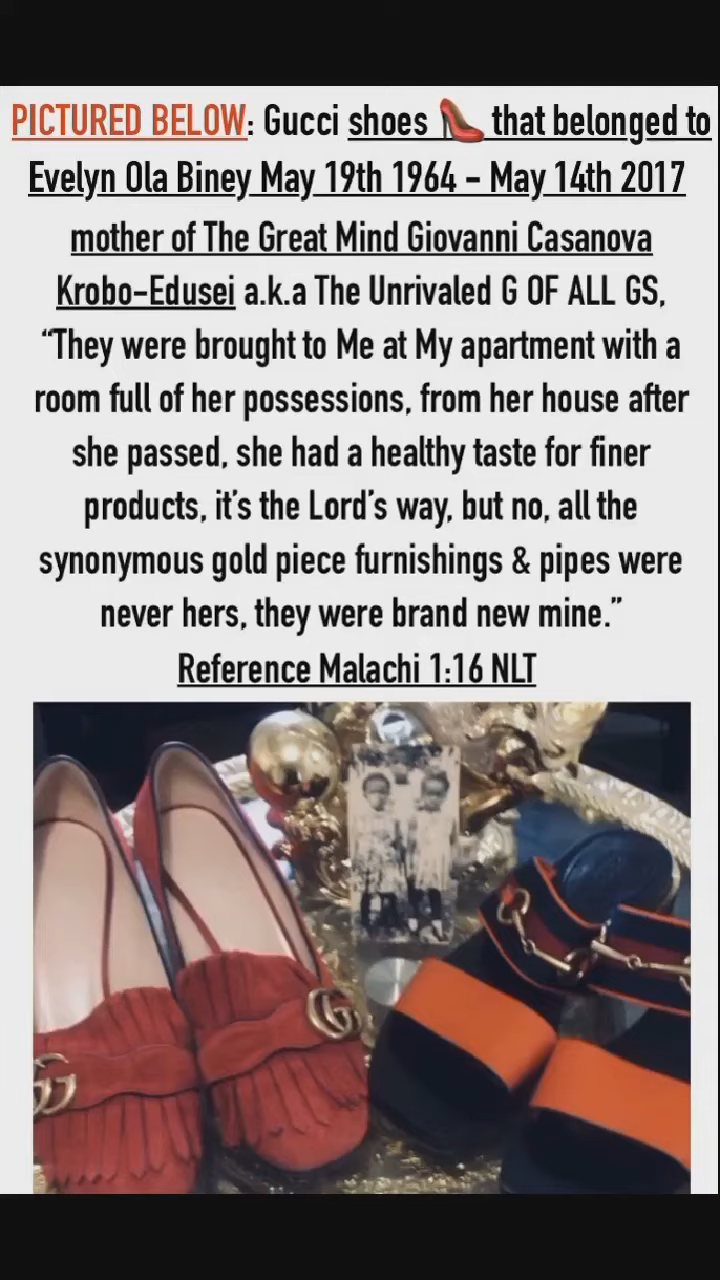 PICTURED BELOW: Gucci shoes 👠 that belonged to
Evelyn Ola Biney May 19th 1964 – May 14th 2017
mother of The Great Mind Giovanni Casanova
Krobo-Edusei a.k.a The Unrivaled G OF ALL GS,
“They were brought to Me at My apartment with a
room full of her possessions, from her house after
she passed, she had a healthy taste for finer
products, it’s the Lord’s way, but no, all the
synonymous gold piece furnishings & pipes were
never hers, they were brand new mine.”
Reference Malachi 1:16 NLT